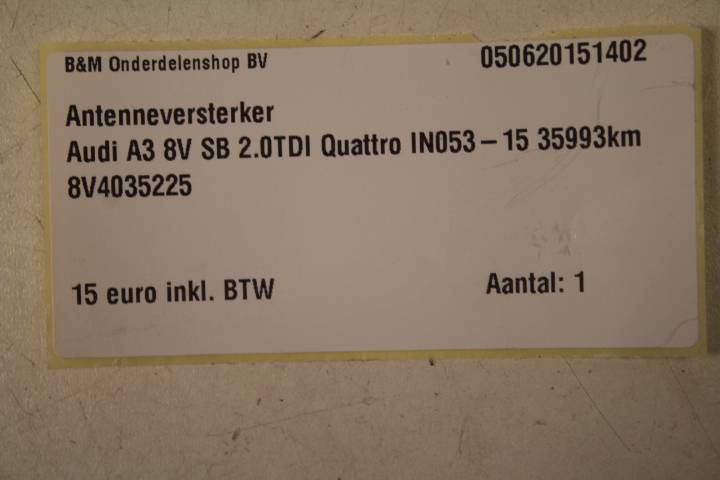 B&M Onderdelenshop BV 050620151402
Antenneversterker
Audi A3 8V SB 2.0TDI Quattro IN053-15 35993km
8V4035225
15 euro inkl. BTW Aantal: 1